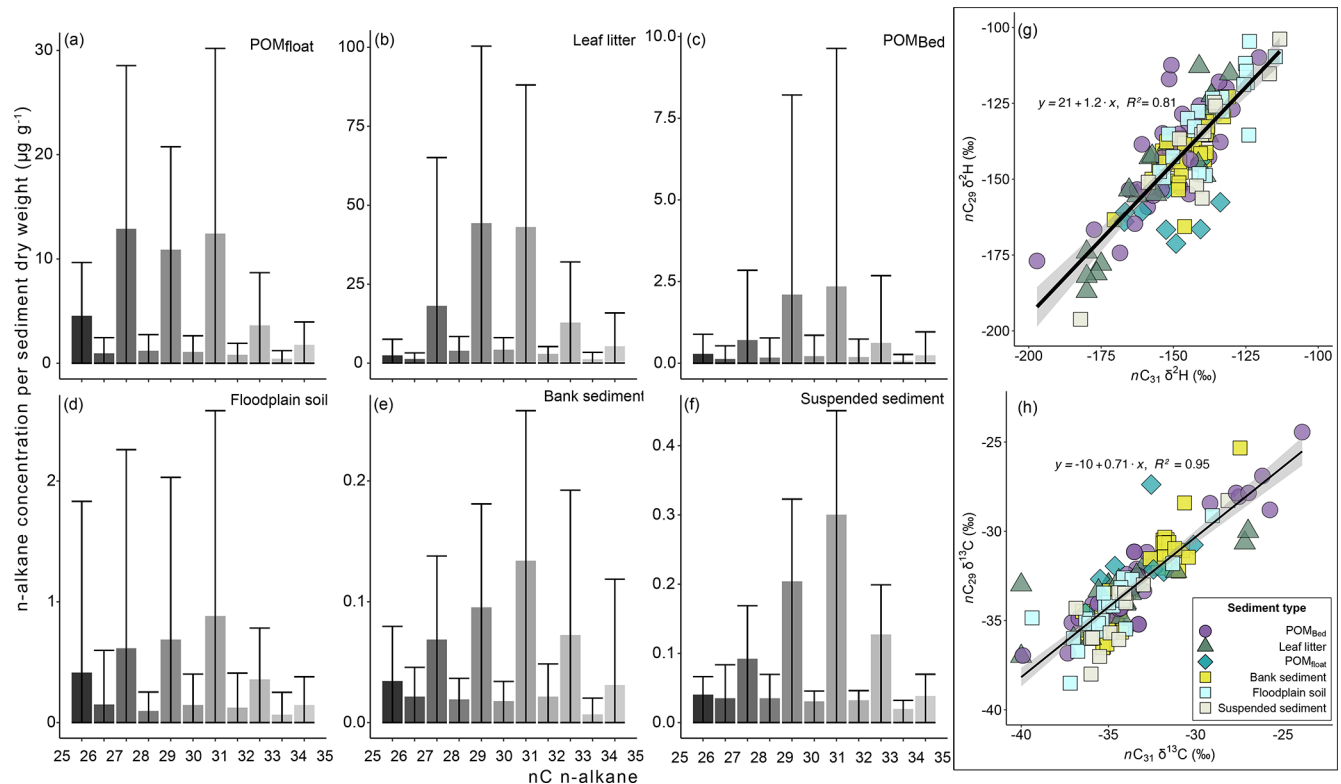 n-alkane concentration per sediment dry weight (µg g⁻¹)
(a)
POMfloat
30
20
10
0
(b)
Leaf litter
100
75
50
25
0
(c)
POMBed
10.0
7.5
5.0
2.5
0.0
(d)
Floodplain soil
2
1
0
25 26 27 29 30 31 32 33 35
(e)
Bank sediment
0.2
0.1
0.0
25 26 27 29 30 31 32 33 35
(f)
Suspended sediment
0.4
0.3
0.2
0.1
0.0
25 26 27 29 30 31 32 33 35
nC n-alkane
(g)
y = 21 + 1.2 · x, R² = 0.81
nC₂₉ δ²H (‰)
-100
-125
-150
-175
-200
-200 -175 -150 -125 -100
nC₃₁ δ²H (‰)
(h)
y = -10 + 0.71 · x, R² = 0.95
nC₂₉ δ¹³C (‰)
-25
-30
-35
-40
-40 -35 -30 -25
nC₃₁ δ¹³C (‰)
Sediment type
POMBed
Leaf litter
POMfloat
Bank sediment
Floodplain soil
Suspended sediment